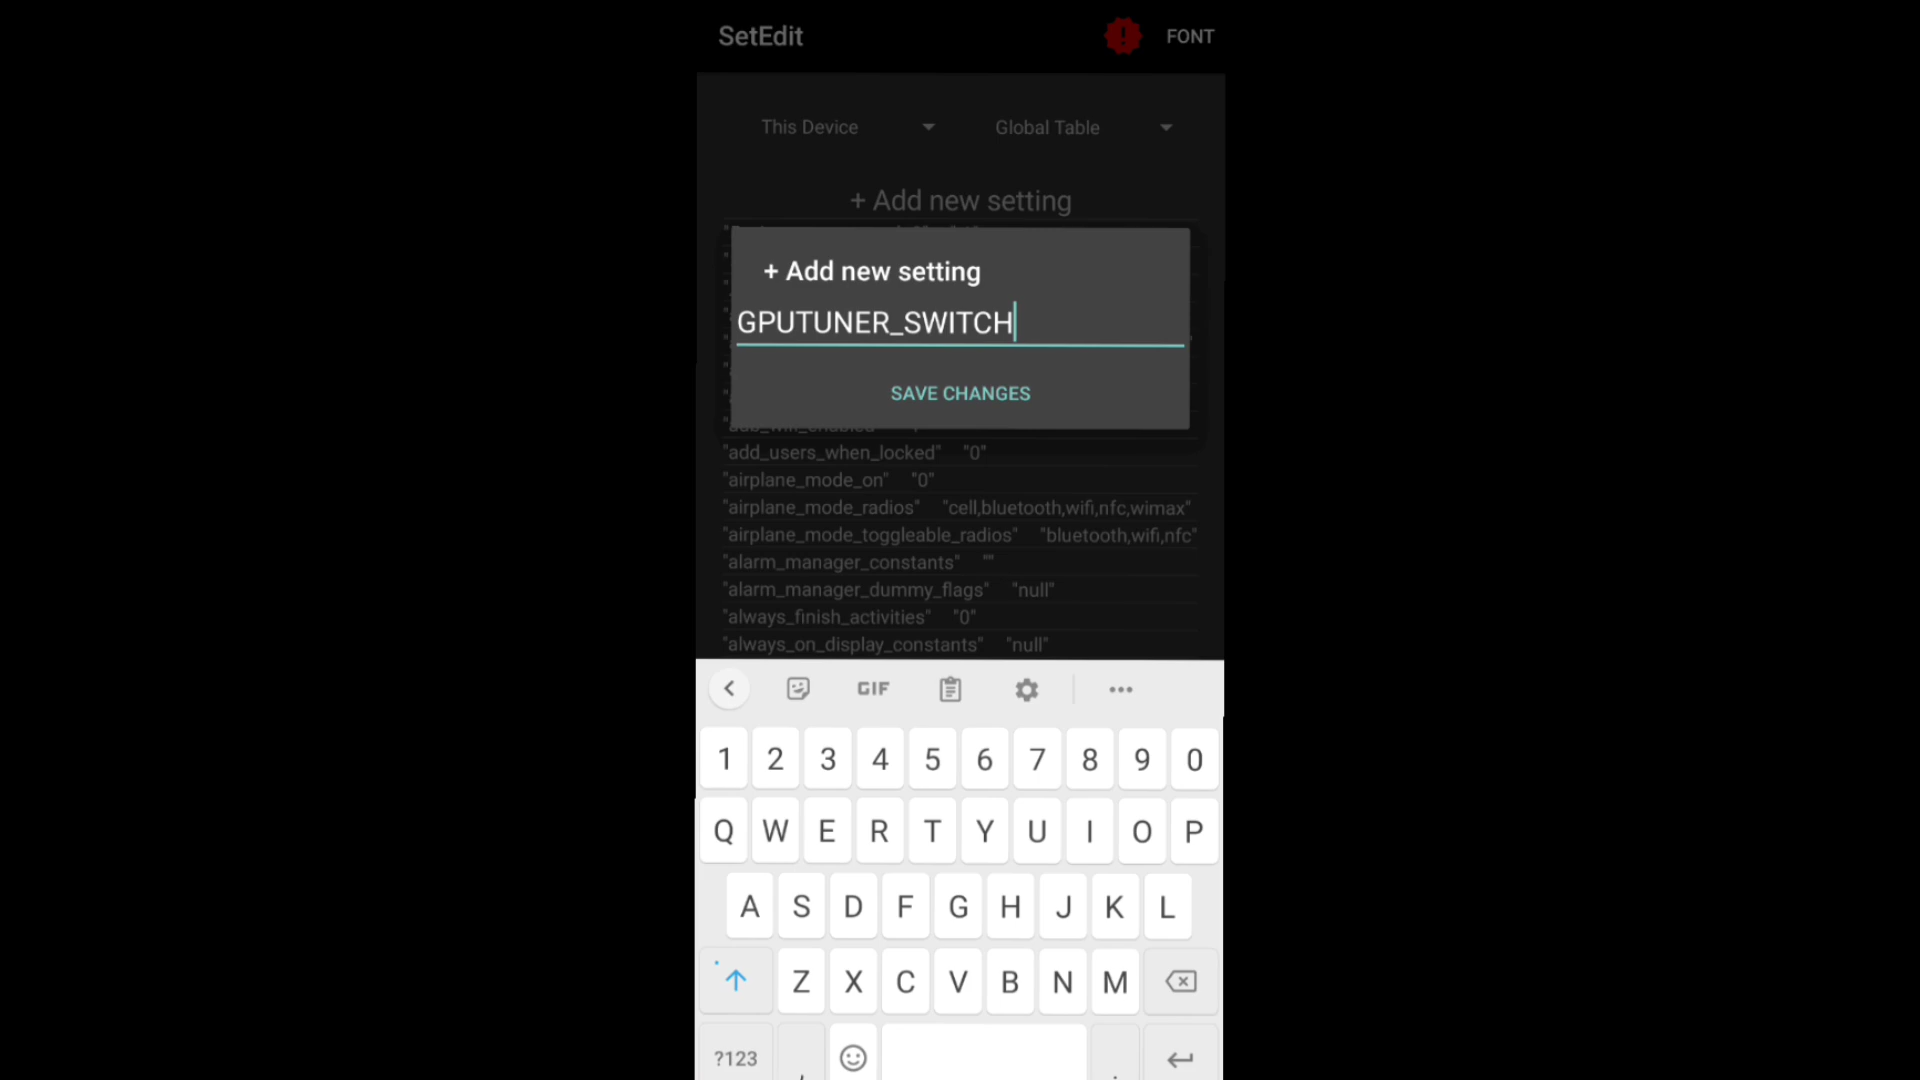 SetEdit
FONT
This Device
Global Table
+ Add new setting
+ Add new setting
GPUTUNER_SWITCH
SAVE CHANGES
"add_users_when_locked" "0"
"airplane_mode_on" "0"
"airplane_mode_radios" "cell,bluetooth,wifi,nfc,wimax"
"airplane_mode_toggleable_radios" "bluetooth,wifi,nfc"
"alarm_manager_constants" ""
"alarm_manager_dummy_flags" "null"
"always_finish_activities" "0"
"always_on_display_constants" "null"
GIF
1 2 3 4 5 6 7 8 9 0
Q W E R T Y U I O P
A S D F G H J K L
Z X C V B N M
?123 , .